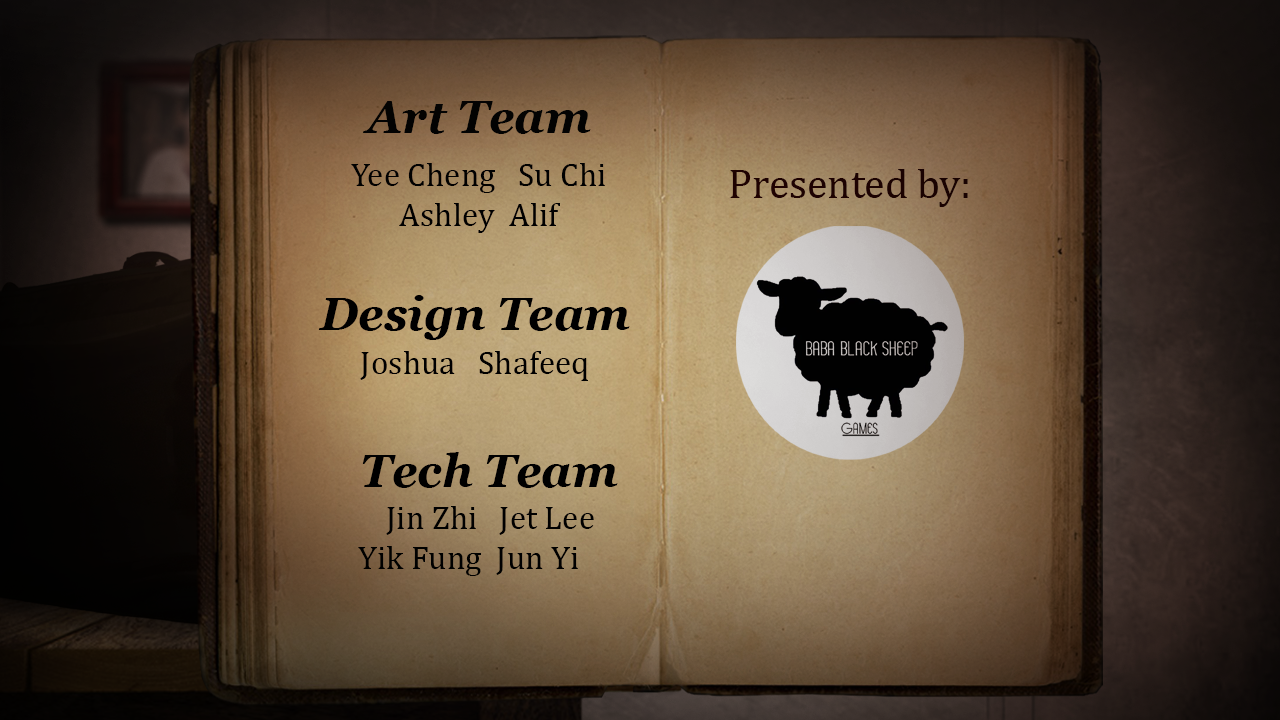 Art Team
Yee Cheng Su Chi
Ashley Alif
Design Team
Joshua Shafeeq
Tech Team
Jin Zhi Jet Lee
Yik Fung Jun Yi
Presented by:
BABA BLACK SHEEP
GAMES